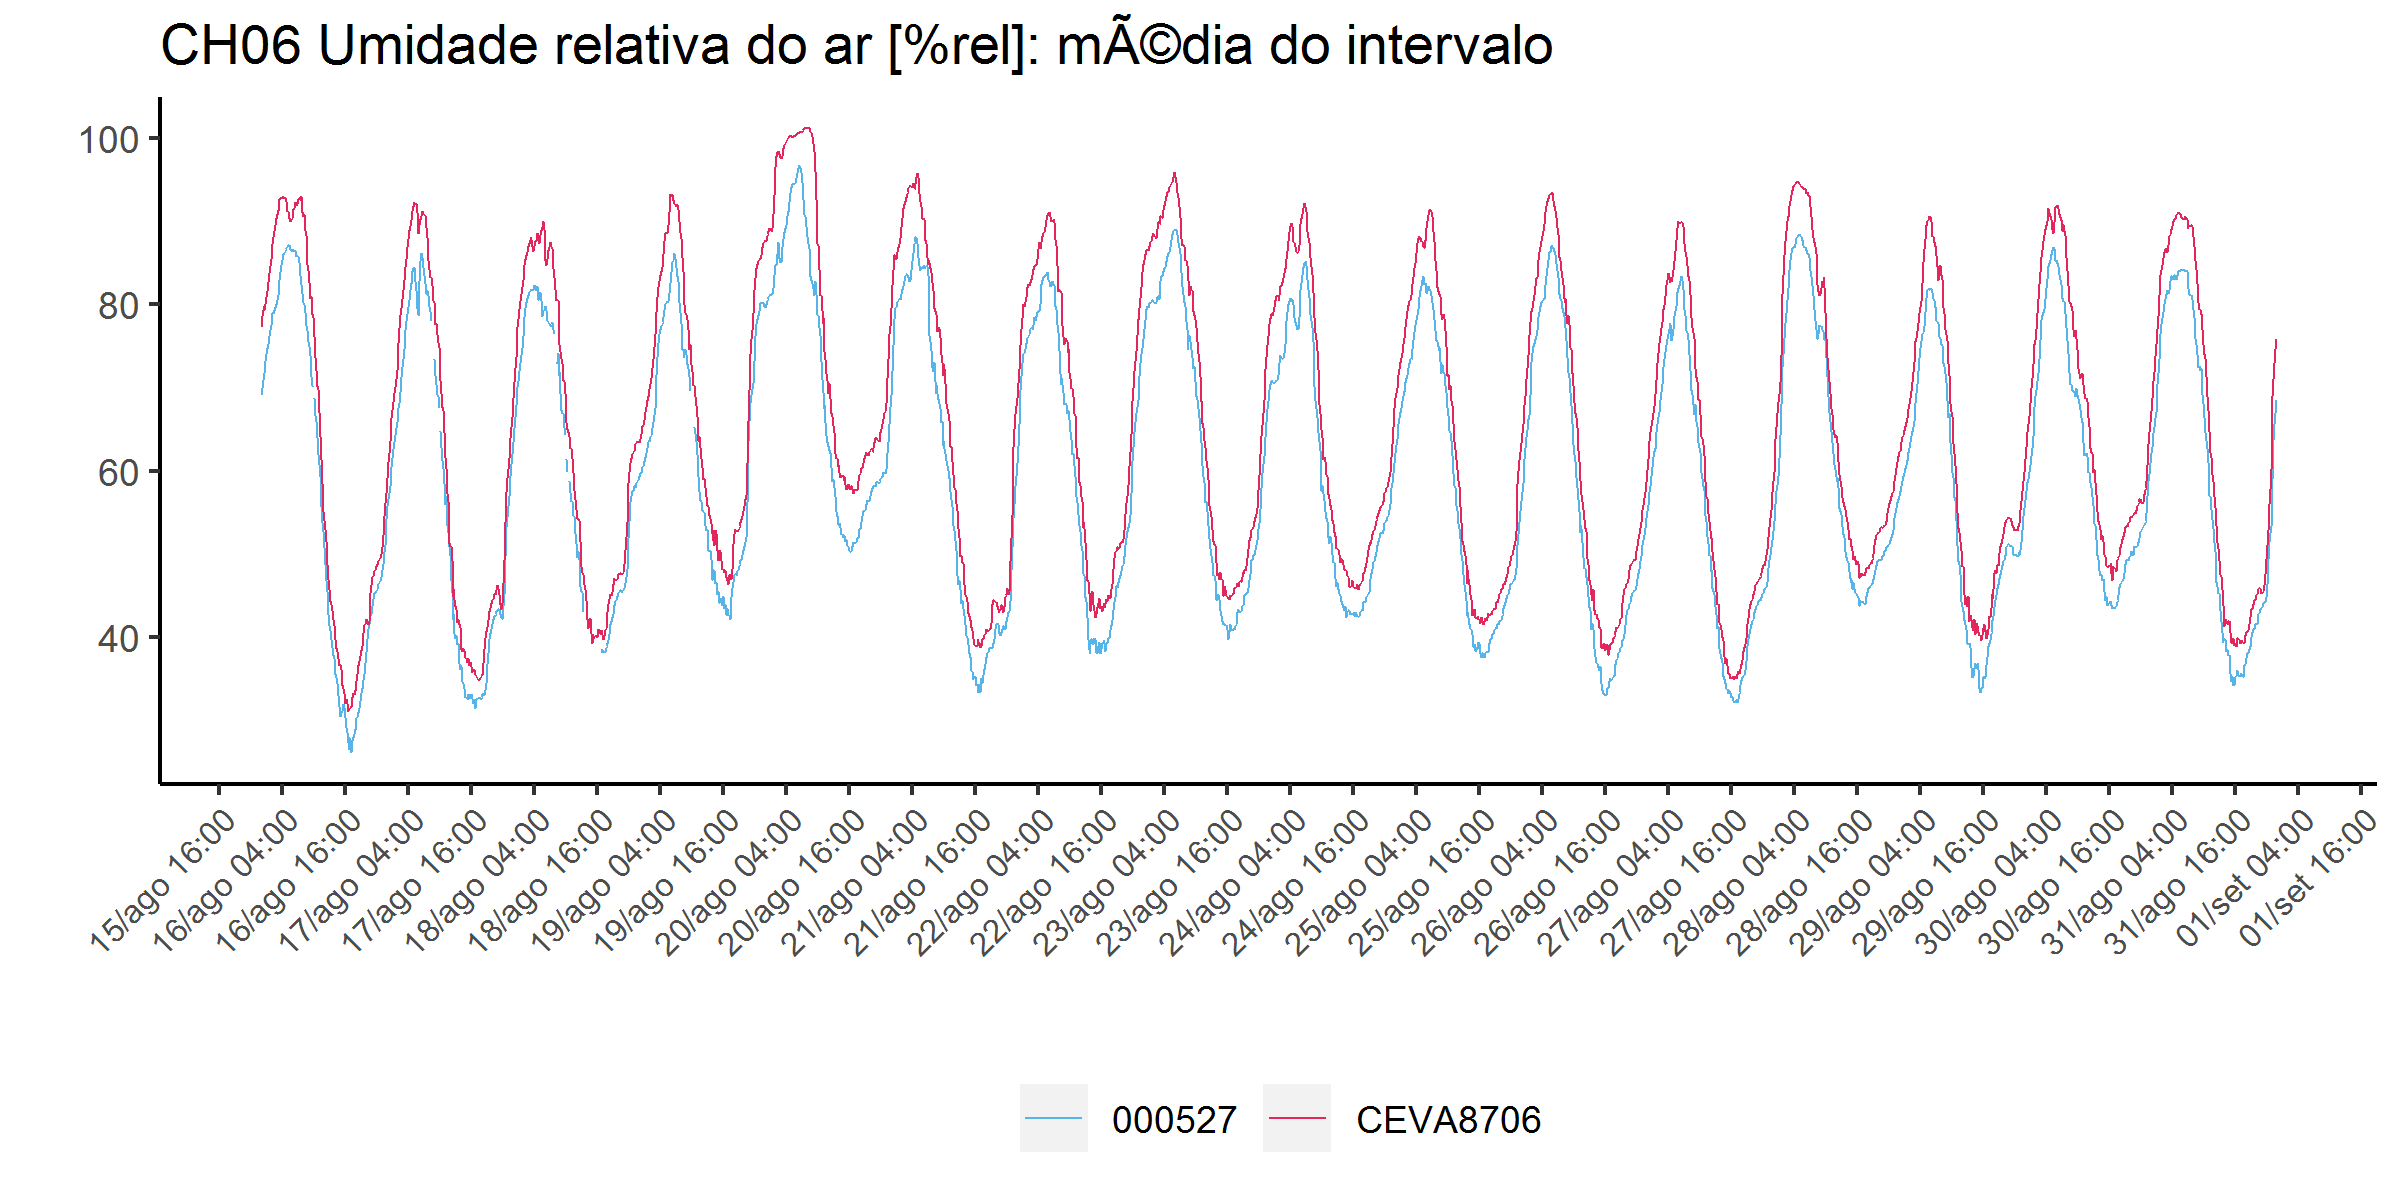 CH06 Umidade relativa do ar [%rel]: mÃ©dia do intervalo
100
80
60
40
15/ago 16:00
16/ago 04:00
16/ago 16:00
17/ago 04:00
17/ago 16:00
18/ago 04:00
18/ago 16:00
19/ago 04:00
19/ago 16:00
20/ago 04:00
20/ago 16:00
21/ago 04:00
21/ago 16:00
22/ago 04:00
22/ago 16:00
23/ago 04:00
23/ago 16:00
24/ago 04:00
24/ago 16:00
25/ago 04:00
25/ago 16:00
26/ago 04:00
26/ago 16:00
27/ago 04:00
27/ago 16:00
28/ago 04:00
28/ago 16:00
29/ago 04:00
29/ago 16:00
30/ago 04:00
30/ago 16:00
31/ago 04:00
31/ago 16:00
01/set 04:00
01/set 16:00
000527
CEVA8706